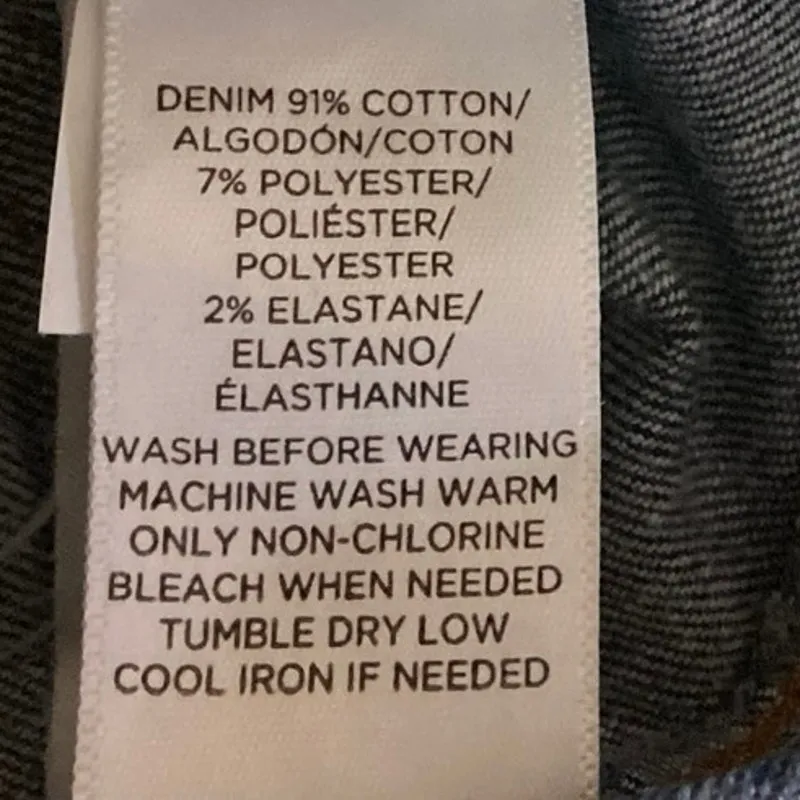 DENIM 91% COTTON/
ALGODÓN/COTON
7% POLYESTER/
POLIÉSTER/
POLYESTER
2% ELASTANE/
ELASTANO/
ÉLASTHANNE
WASH BEFORE WEARING
MACHINE WASH WARM
ONLY NON-CHLORINE
BLEACH WHEN NEEDED
TUMBLE DRY LOW
COOL IRON IF NEEDED